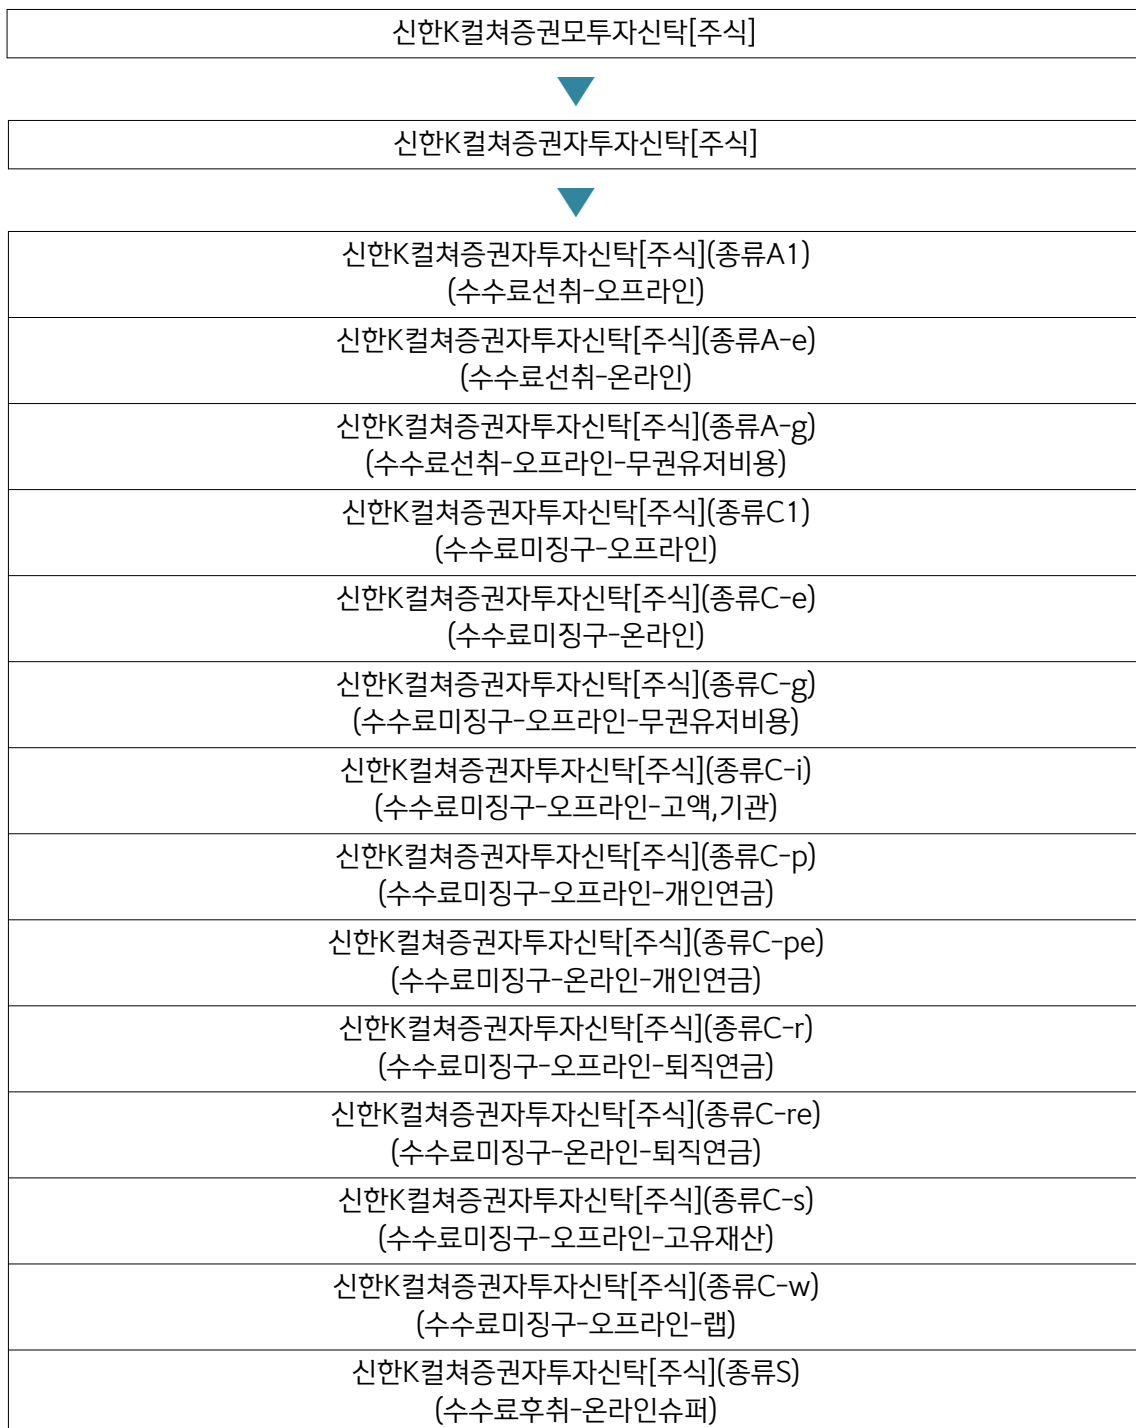 신한K컬쳐증권모투자신탁[주식]
신한K컬쳐증권자투자신탁[주식]
신한K컬쳐증권자투자신탁[주식](종류A1)
(수수료선취-오프라인)
신한K컬쳐증권자투자신탁[주식](종류A-e)
(수수료선취-온라인)
신한K컬쳐증권자투자신탁[주식](종류A-g)
(수수료선취-오프라인-무권유저비용)
신한K컬쳐증권자투자신탁[주식](종류C1)
(수수료미징구-오프라인)
신한K컬쳐증권자투자신탁[주식](종류C-e)
(수수료미징구-온라인)
신한K컬쳐증권자투자신탁[주식](종류C-g)
(수수료미징구-오프라인-무권유저비용)
신한K컬쳐증권자투자신탁[주식](종류C-i)
(수수료미징구-오프라인-고액,기관)
신한K컬쳐증권자투자신탁[주식](종류C-p)
(수수료미징구-오프라인-개인연금)
신한K컬쳐증권자투자신탁[주식](종류C-pe)
(수수료미징구-온라인-개인연금)
신한K컬쳐증권자투자신탁[주식](종류C-r)
(수수료미징구-오프라인-퇴직연금)
신한K컬쳐증권자투자신탁[주식](종류C-re)
(수수료미징구-온라인-퇴직연금)
신한K컬쳐증권자투자신탁[주식](종류C-s)
(수수료미징구-오프라인-고유재산)
신한K컬쳐증권자투자신탁[주식](종류C-w)
(수수료미징구-오프라인-랩)
신한K컬쳐증권자투자신탁[주식](종류S)
(수수료후취-온라인슈퍼)